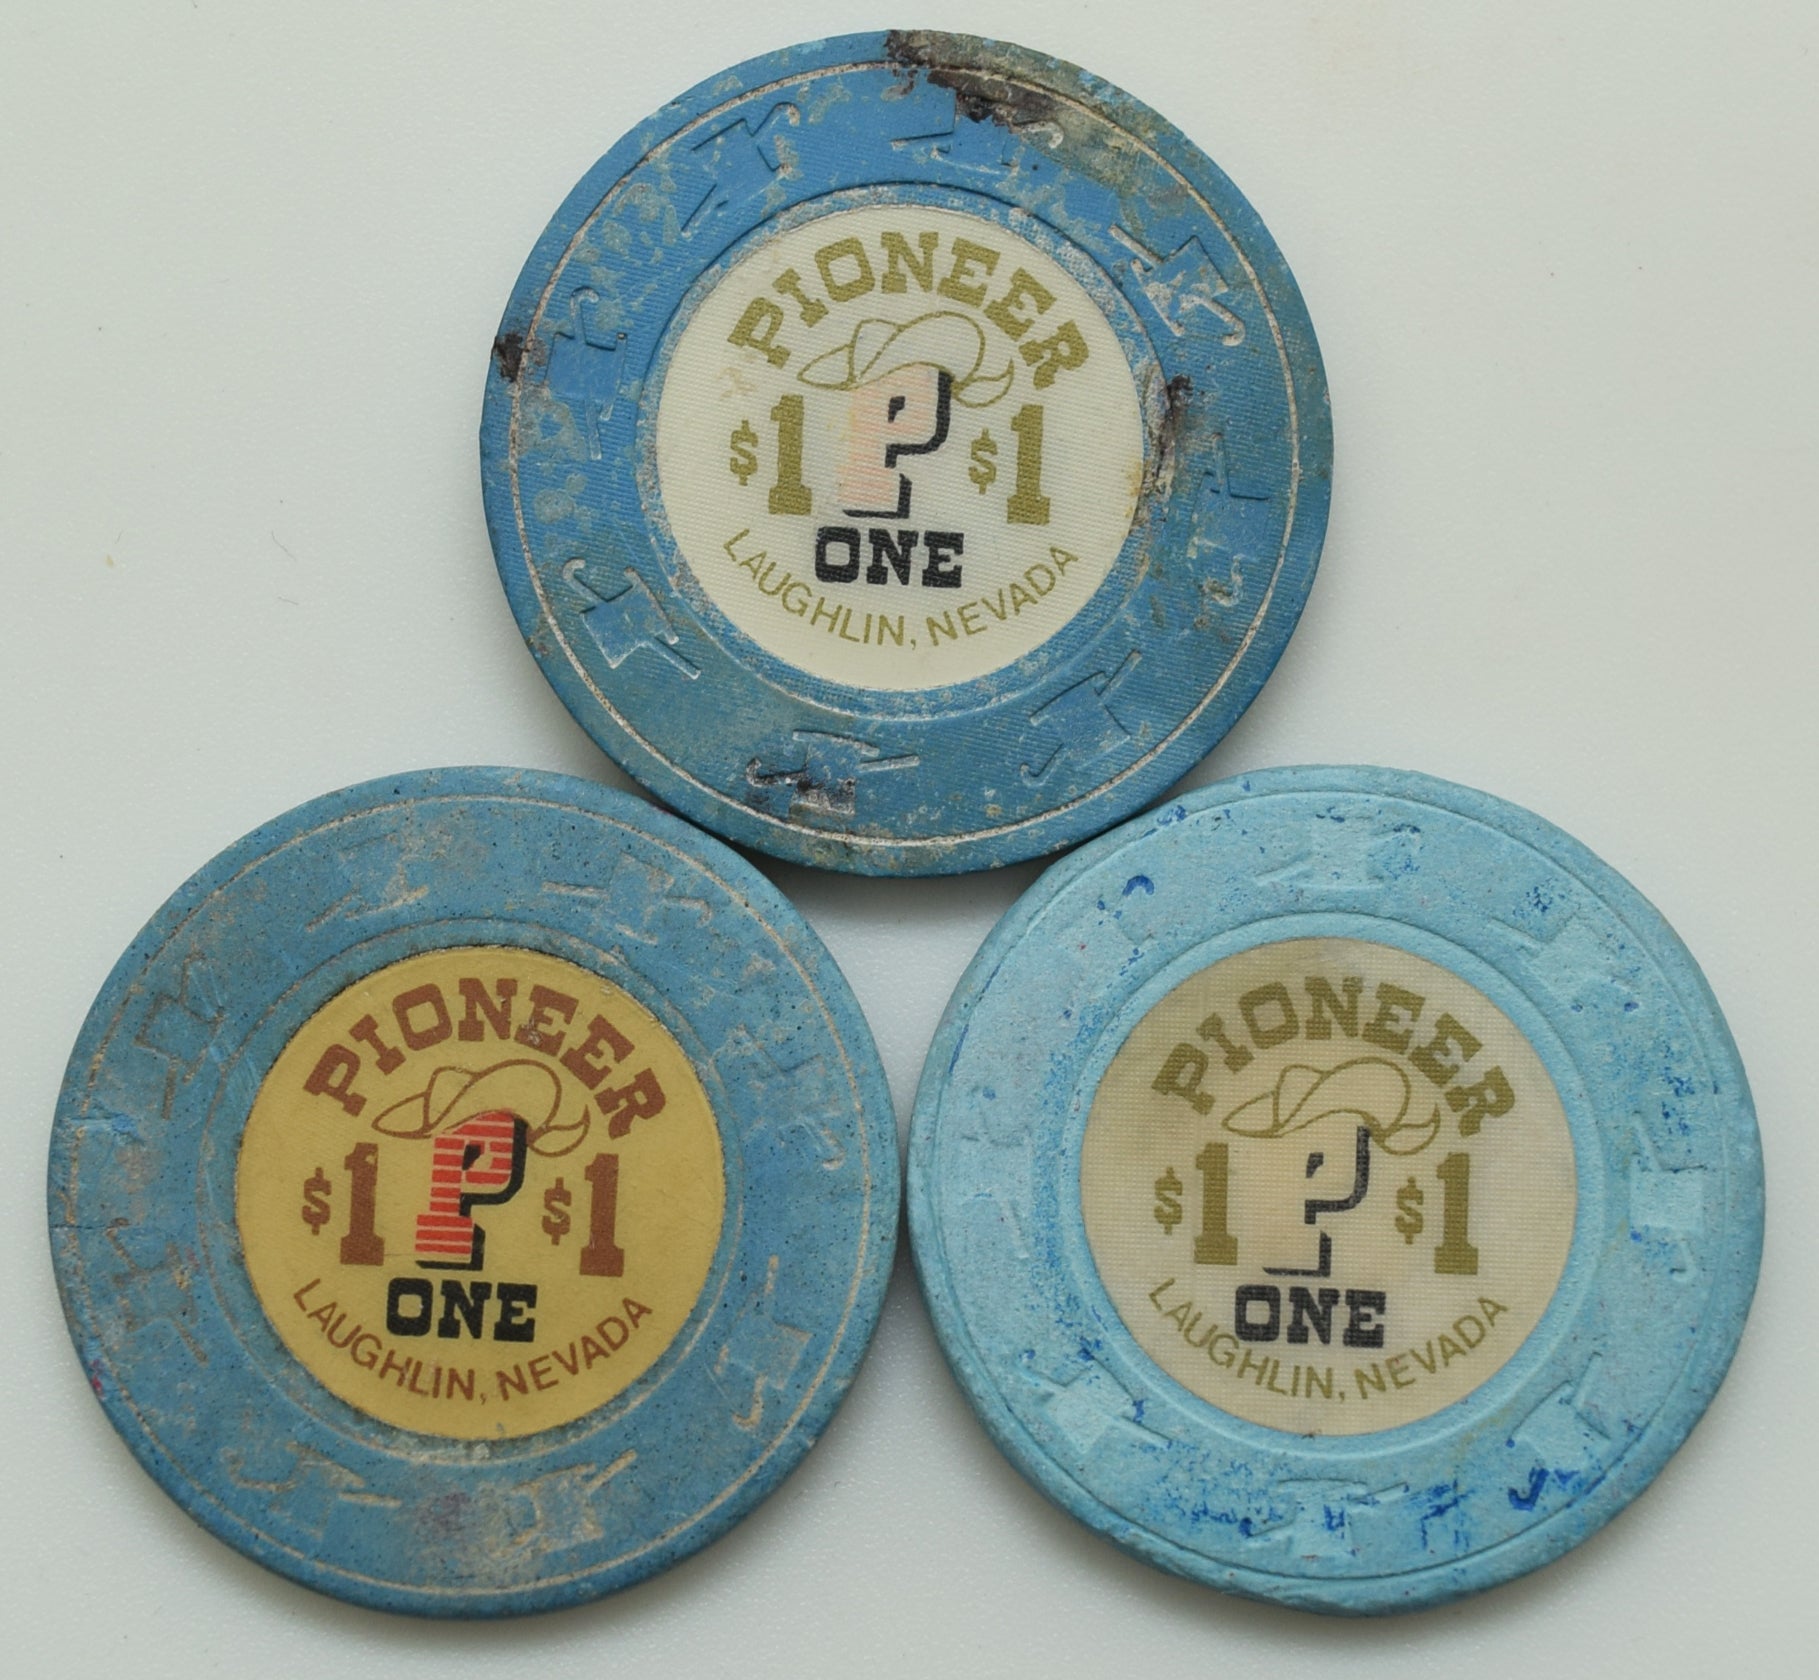 PIONEER
$1 P $1
ONE
LAUGHLIN, NEVADA
PIONEER
$1 P $1
ONE
LAUGHLIN, NEVADA
PIONEER
$1 P $1
ONE
LAUGHLIN, NEVADA